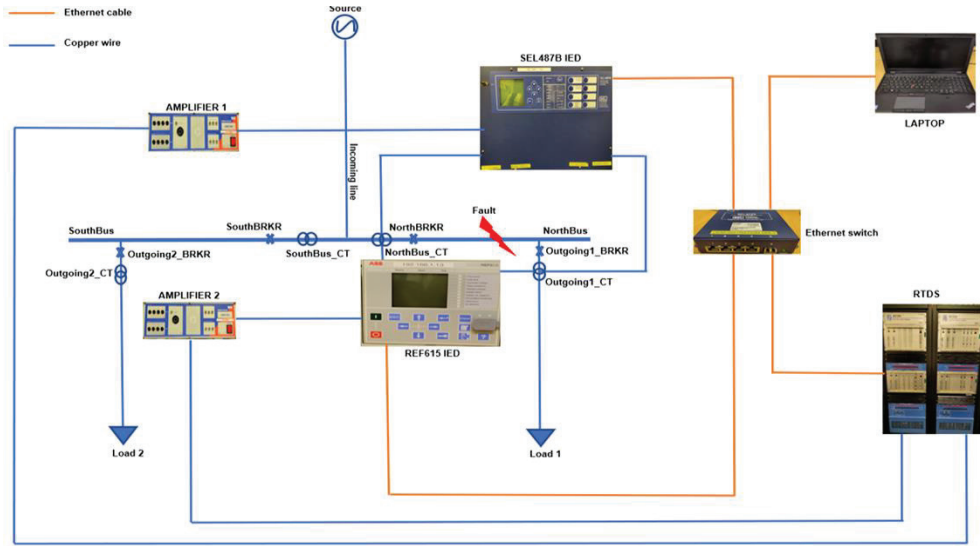 Ethernet cable
Source
Copper wire
SEL487B IED
AMPLIFIER 1
LAPTOP
Incoming line
Fault
SouthBus
SouthBRKR
NorthBRKR
NorthBus
Ethernet switch
Outgoing2_BRKR
SouthBus_CT
NorthBus_CT
Outgoing1_BRKR
Outgoing2_CT
ABB
Outgoing1_CT
AMPLIFIER 2
RTDS
REF615 IED
Load 2
Load 1